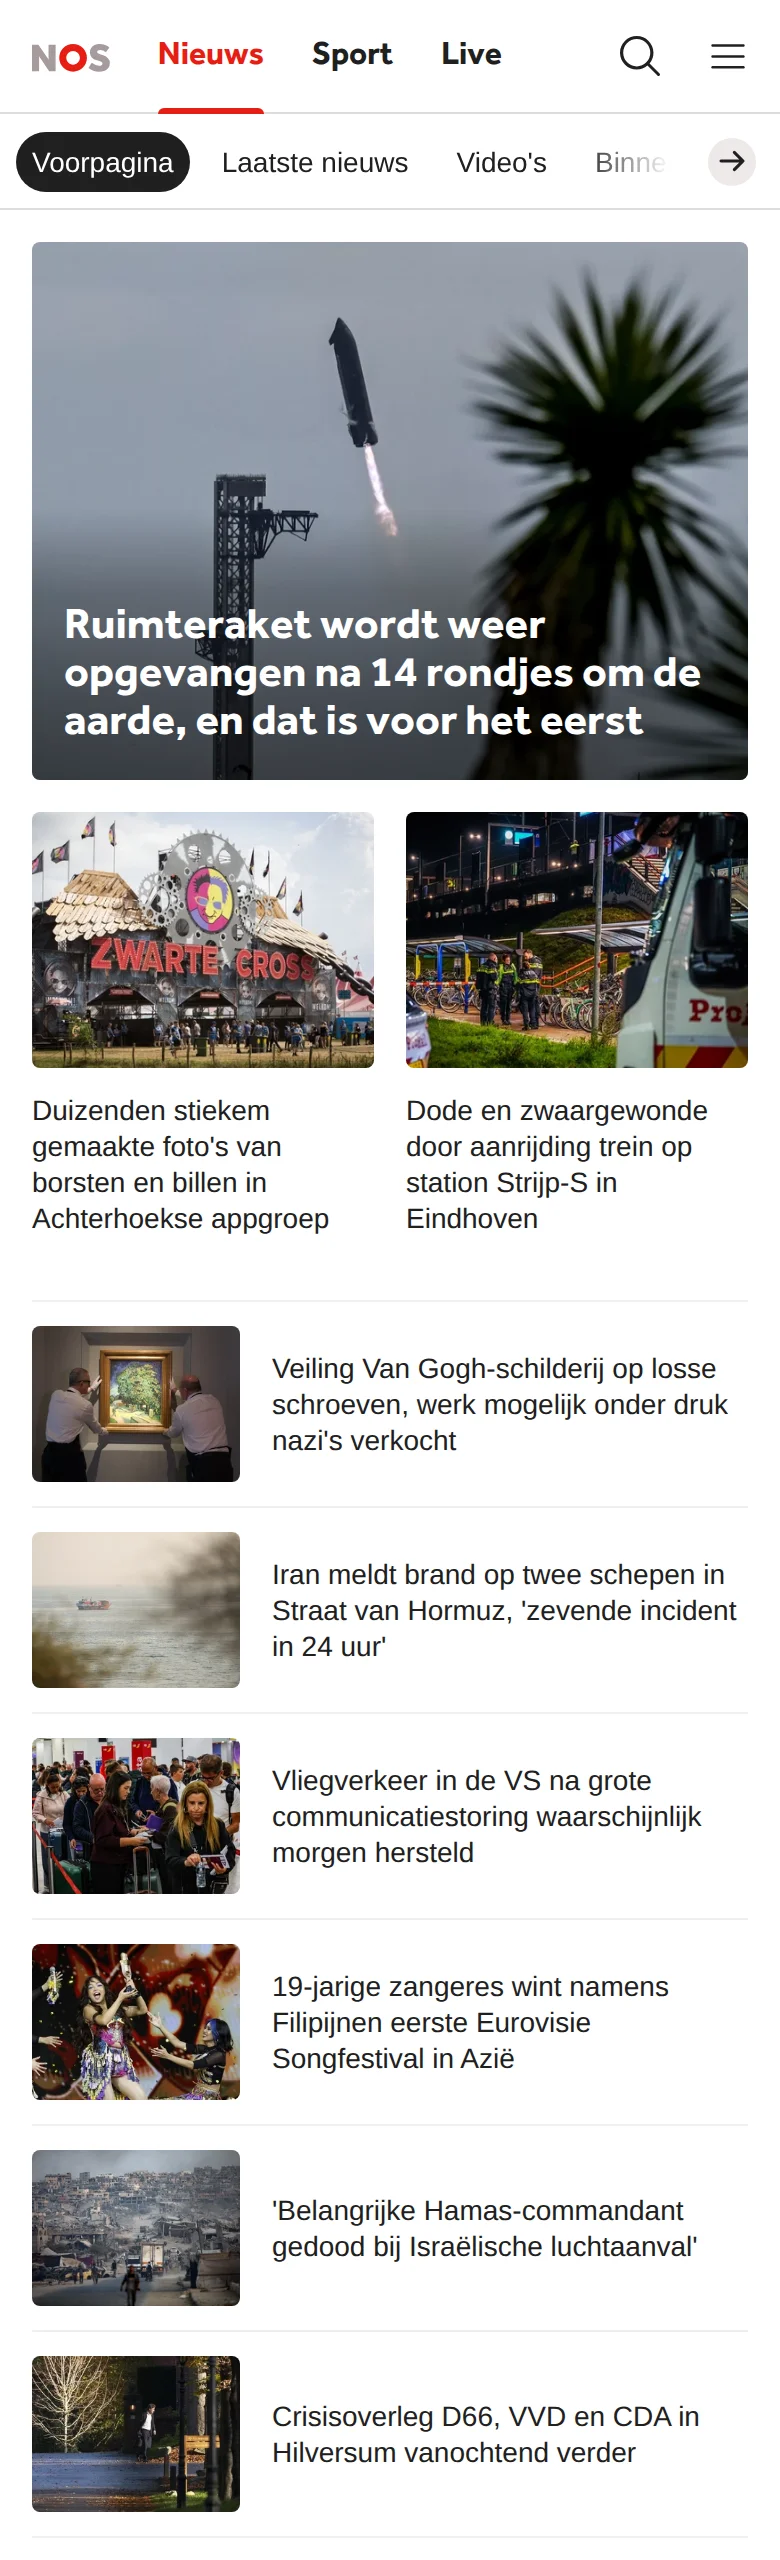 NOS
Nieuws
Sport
Live
Voorpagina
Laatste nieuws
Video's
Binne
Ruimteraket wordt weer
opgevangen na 14 rondjes om de
aarde, en dat is voor het eerst
ZWARTE CROSS
Pro
Duizenden stiekem
gemaakte foto's van
borsten en billen in
Achterhoekse appgroep
Dode en zwaargewonde
door aanrijding trein op
station Strijp-S in
Eindhoven
Veiling Van Gogh-schilderij op losse
schroeven, werk mogelijk onder druk
nazi's verkocht
Iran meldt brand op twee schepen in
Straat van Hormuz, 'zevende incident
in 24 uur'
Vliegverkeer in de VS na grote
communicatiestoring waarschijnlijk
morgen hersteld
19-jarige zangeres wint namens
Filipijnen eerste Eurovisie
Songfestival in Azië
'Belangrijke Hamas-commandant
gedood bij Israëlische luchtaanval'
Crisisoverleg D66, VVD en CDA in
Hilversum vanochtend verder